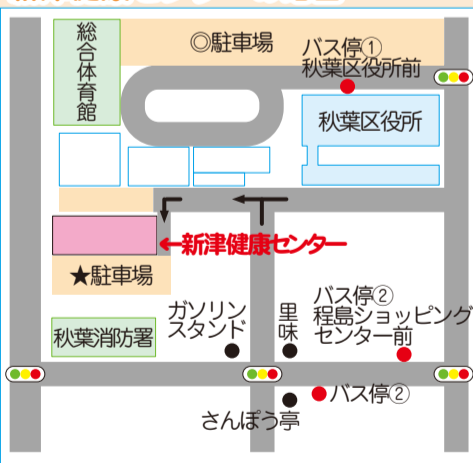 総合体育館
◎駐車場
バス停①
秋葉区役所前
秋葉区役所
←新津健康センター
★駐車場
ガソリン
スタンド
里味
バス停②
程島ショッピング
センター前
秋葉消防署
バス停②
さんぽう亭